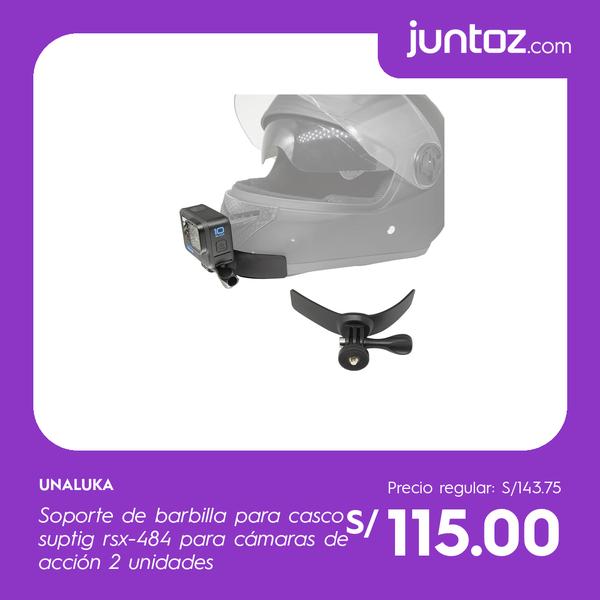 juntoz.com
10
UNALUKA
Soporte de barbilla para casco
suptig rsx-484 para cámaras de
acción 2 unidades
Precio regular: S/143.75
S/ 115.00